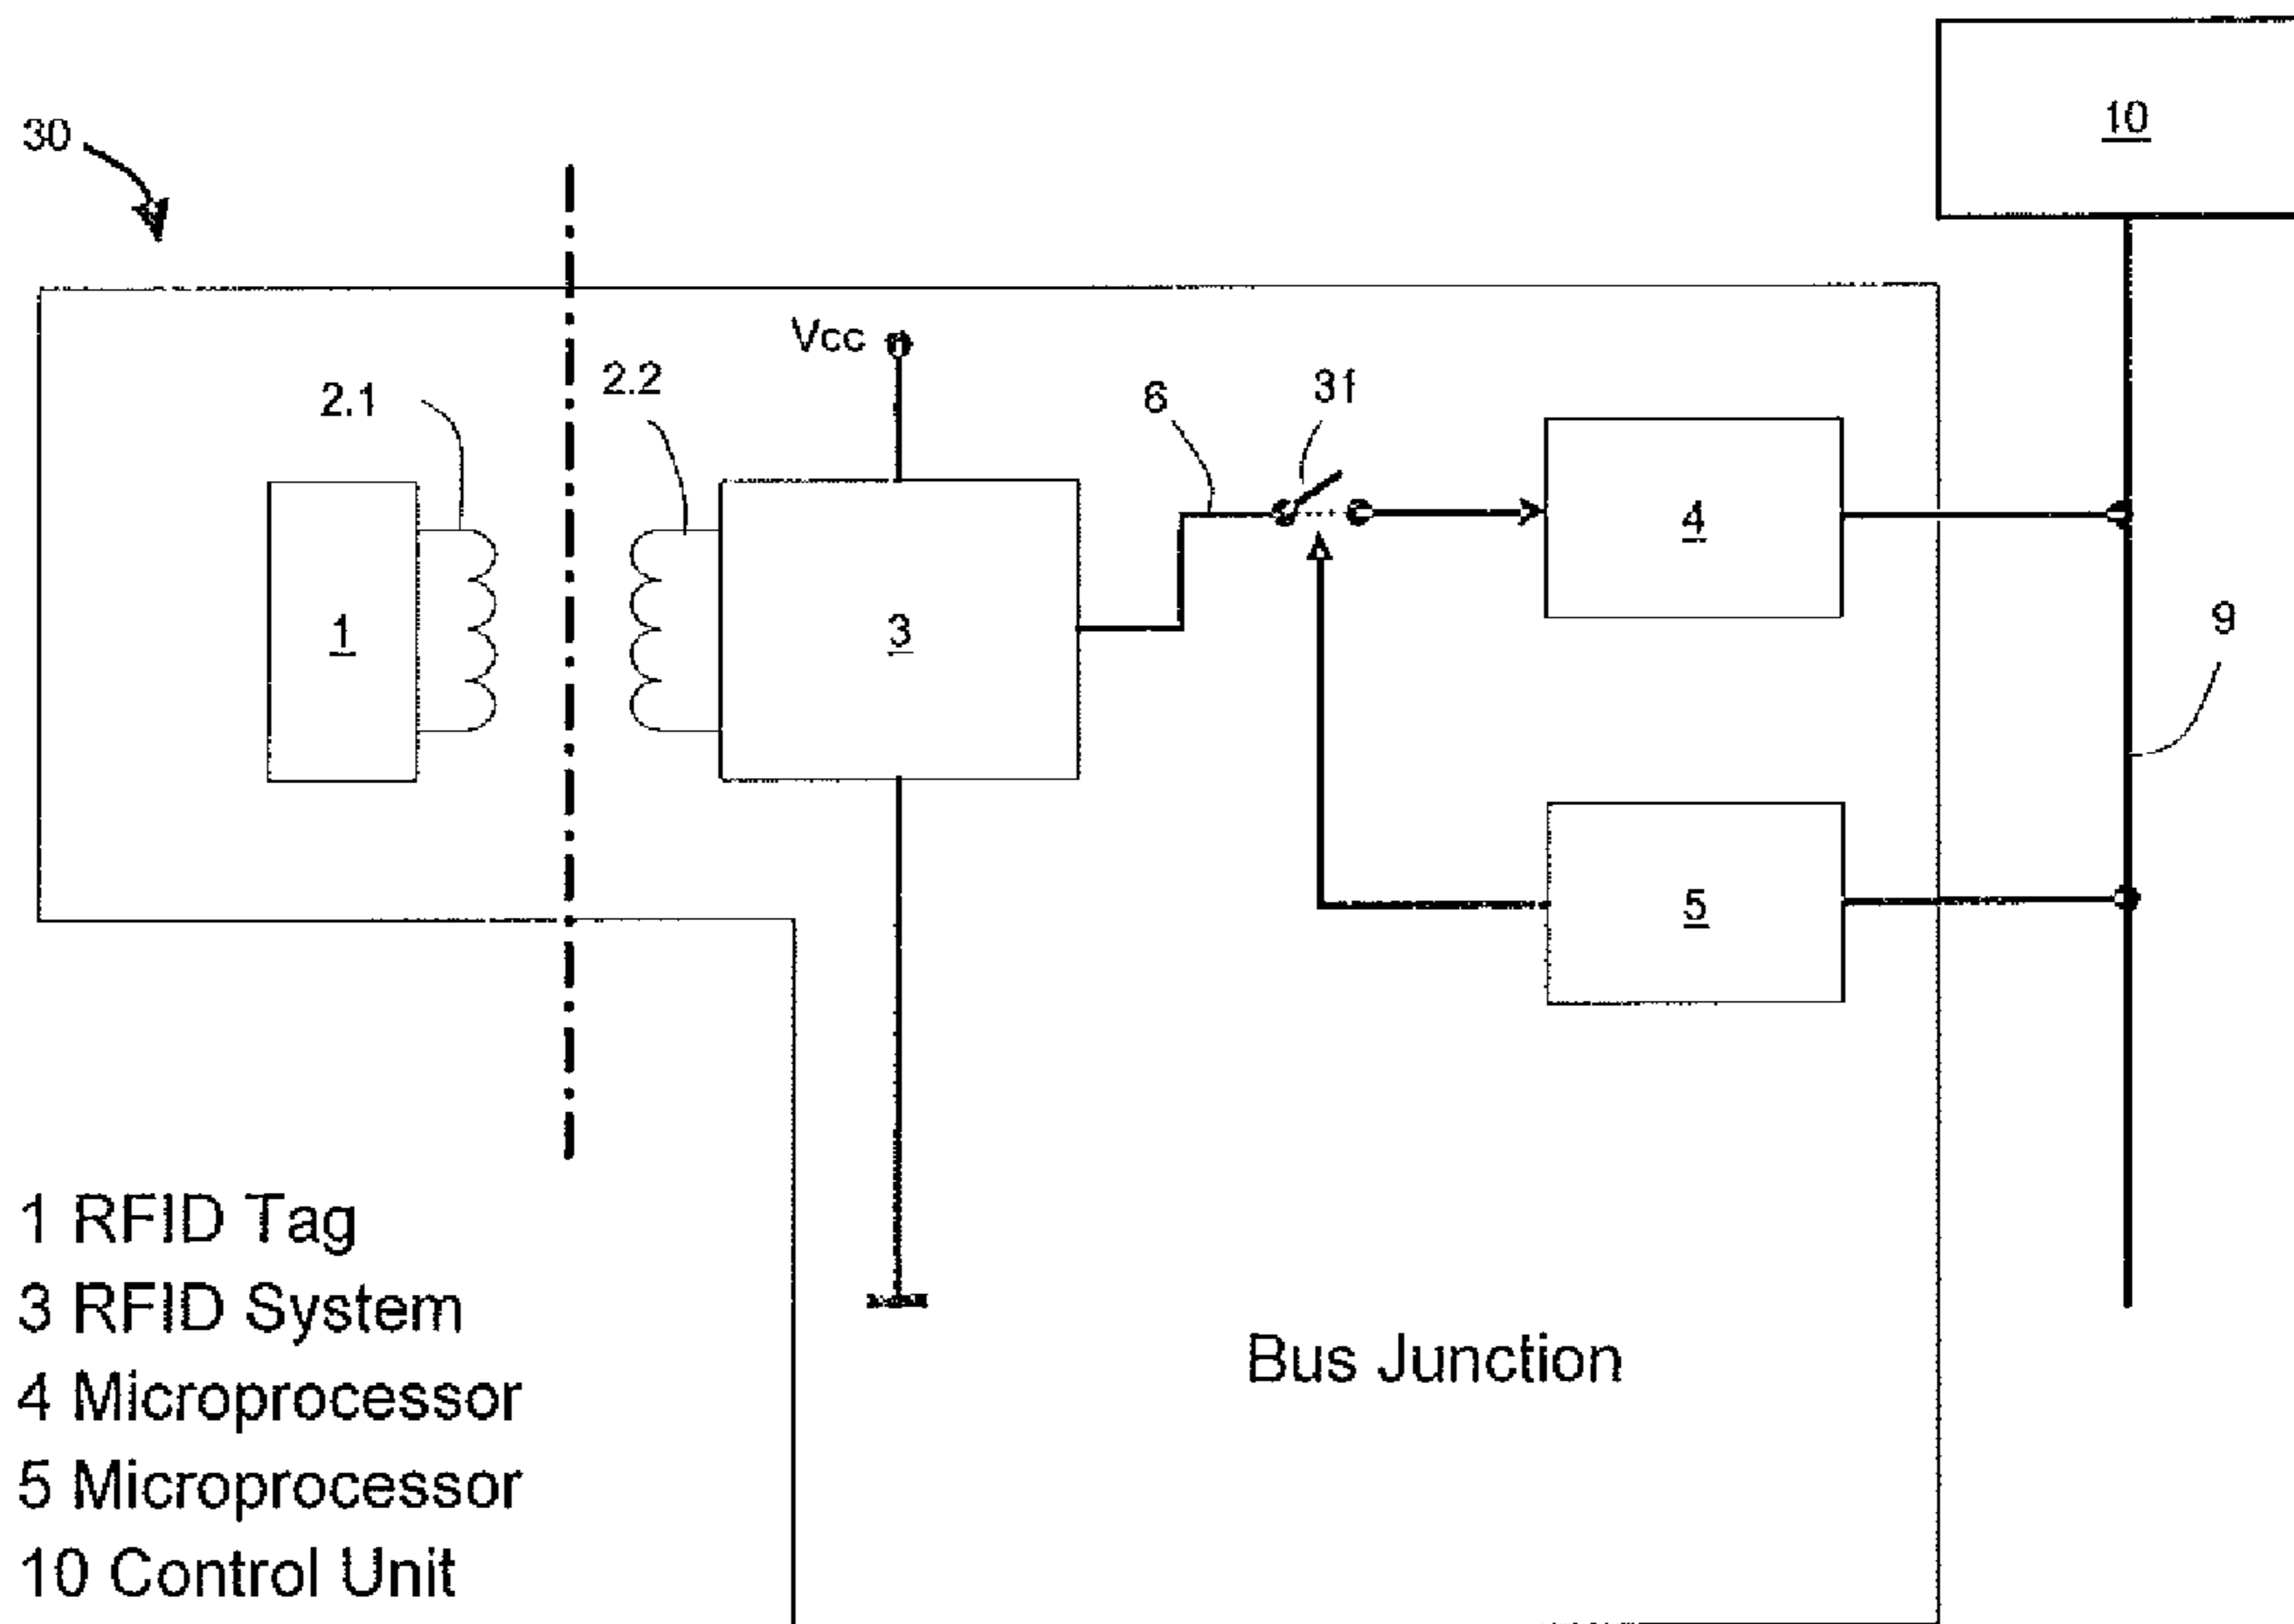 10
30
Vcc
2.1
2.2
6
3f
4
1
3
9
5
1 RFID Tag
3 RFID System
4 Microprocessor
5 Microprocessor
10 Control Unit
Bus Junction